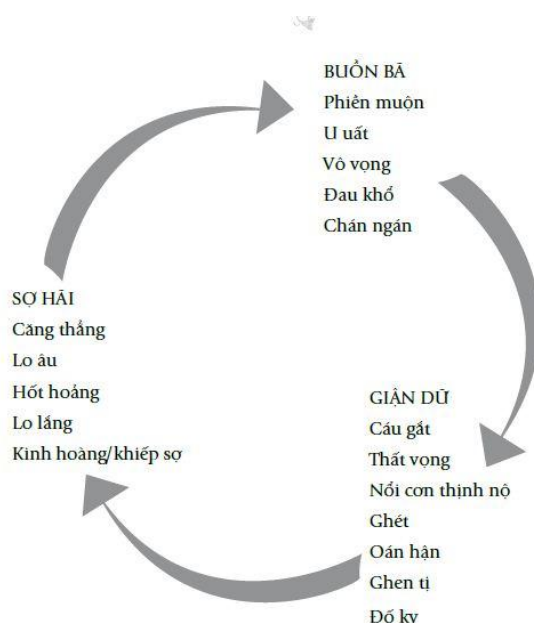 BUỒN BÃ
Phiền muộn
U uất
Vô vọng
Đau khổ
Chán ngán
SỢ HÃI
Căng thẳng
Lo âu
Hốt hoảng
Lo lắng
Kinh hoàng/khiếp sợ
GIẬN DỮ
Cáu gắt
Thất vọng
Nổi cơn thịnh nộ
Ghét
Oán hận
Ghen tị
Đố kỵ